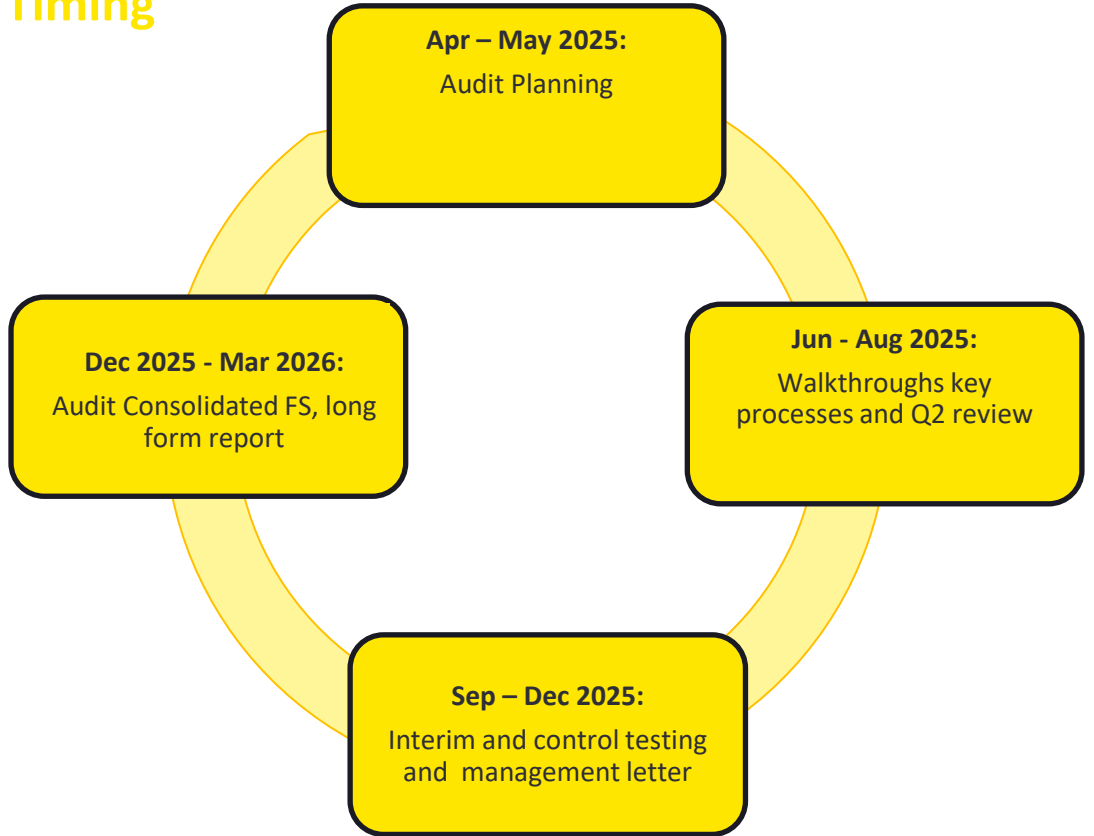 Timing
Apr – May 2025:
Audit Planning
Jun - Aug 2025:
Walkthroughs key
processes and Q2 review
Sep – Dec 2025:
Interim and control testing
and management letter
Dec 2025 - Mar 2026:
Audit Consolidated FS, long
form report